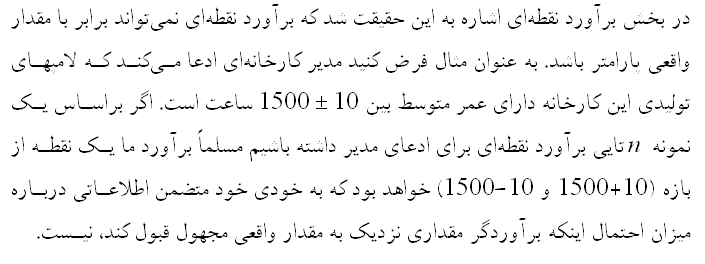 در بخش برآورد نقطه‌ای اشاره به این حقیقت شد که برآورد نقطه‌ای نمی‌تواند برابر با مقدار
واقعی پارامتر باشد. به عنوان مثال فرض کنید مدیر کارخانه‌ای ادعا می‌کند که لامپهای
تولیدی این کارخانه دارای عمر متوسط بین 1500 ± 10 ساعت است. اگر براساس یک
نمونه n تایی برآورد نقطه‌ای برای ادعای مدیر داشته باشیم مسلماً برآورد ما یک نقطه از
بازه (1500+10 و 1500−10) خواهد بود که به خودی خود متضمن اطلاعاتی درباره
میزان احتمال اینکه برآوردگر مقداری نزدیک به مقدار واقعی مجهول قبول کند، نیست.